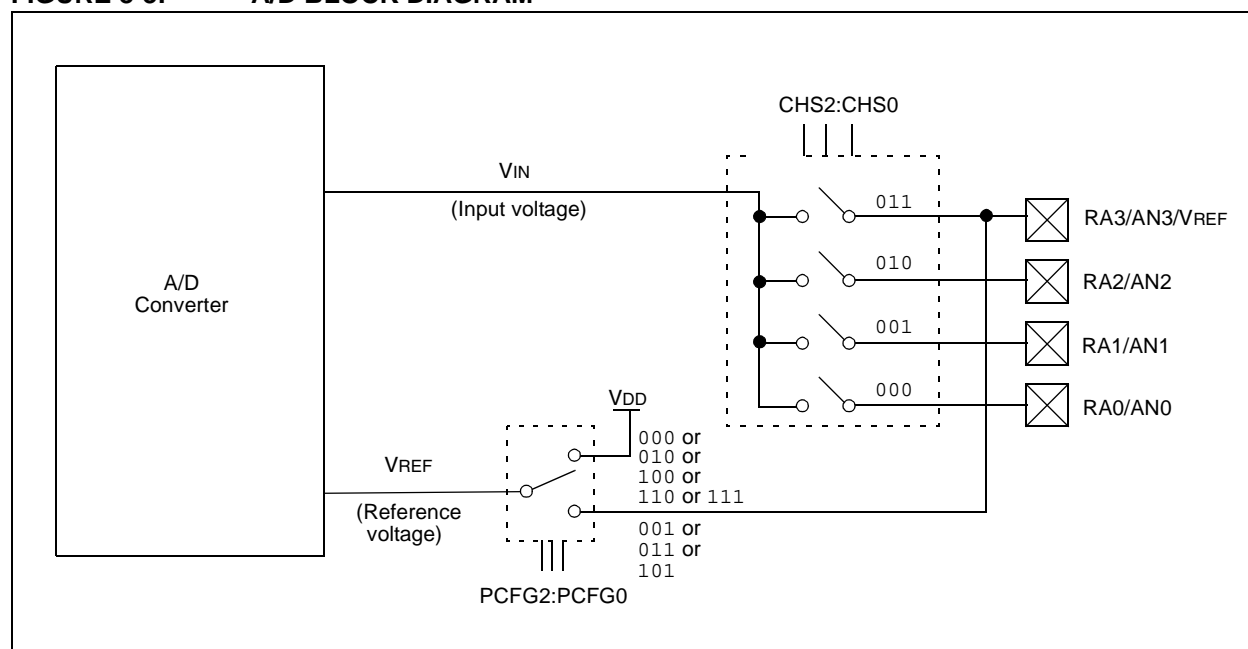 A/D BLOCK DIAGRAM
CHS2:CHS0
VIN
(Input voltage)
A/D
Converter
011
RA3/AN3/VREF
010
RA2/AN2
001
RA1/AN1
000
RA0/AN0
VDD
000 or
010 or
100 or
110 or 111
VREF
(Reference
voltage)
001 or
011 or
101
PCFG2:PCFG0